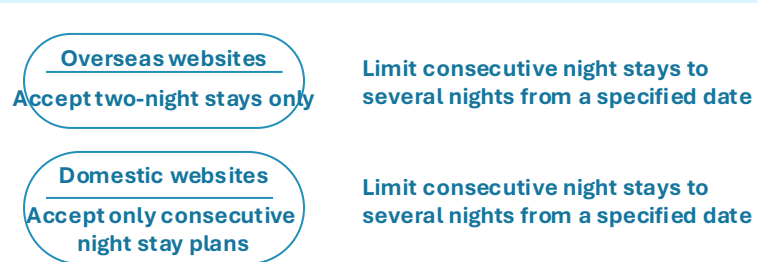 Overseas websites
Accept two-night stays only
Limit consecutive night stays to
several nights from a specified date
Domestic websites
Accept only consecutive
night stay plans
Limit consecutive night stays to
several nights from a specified date